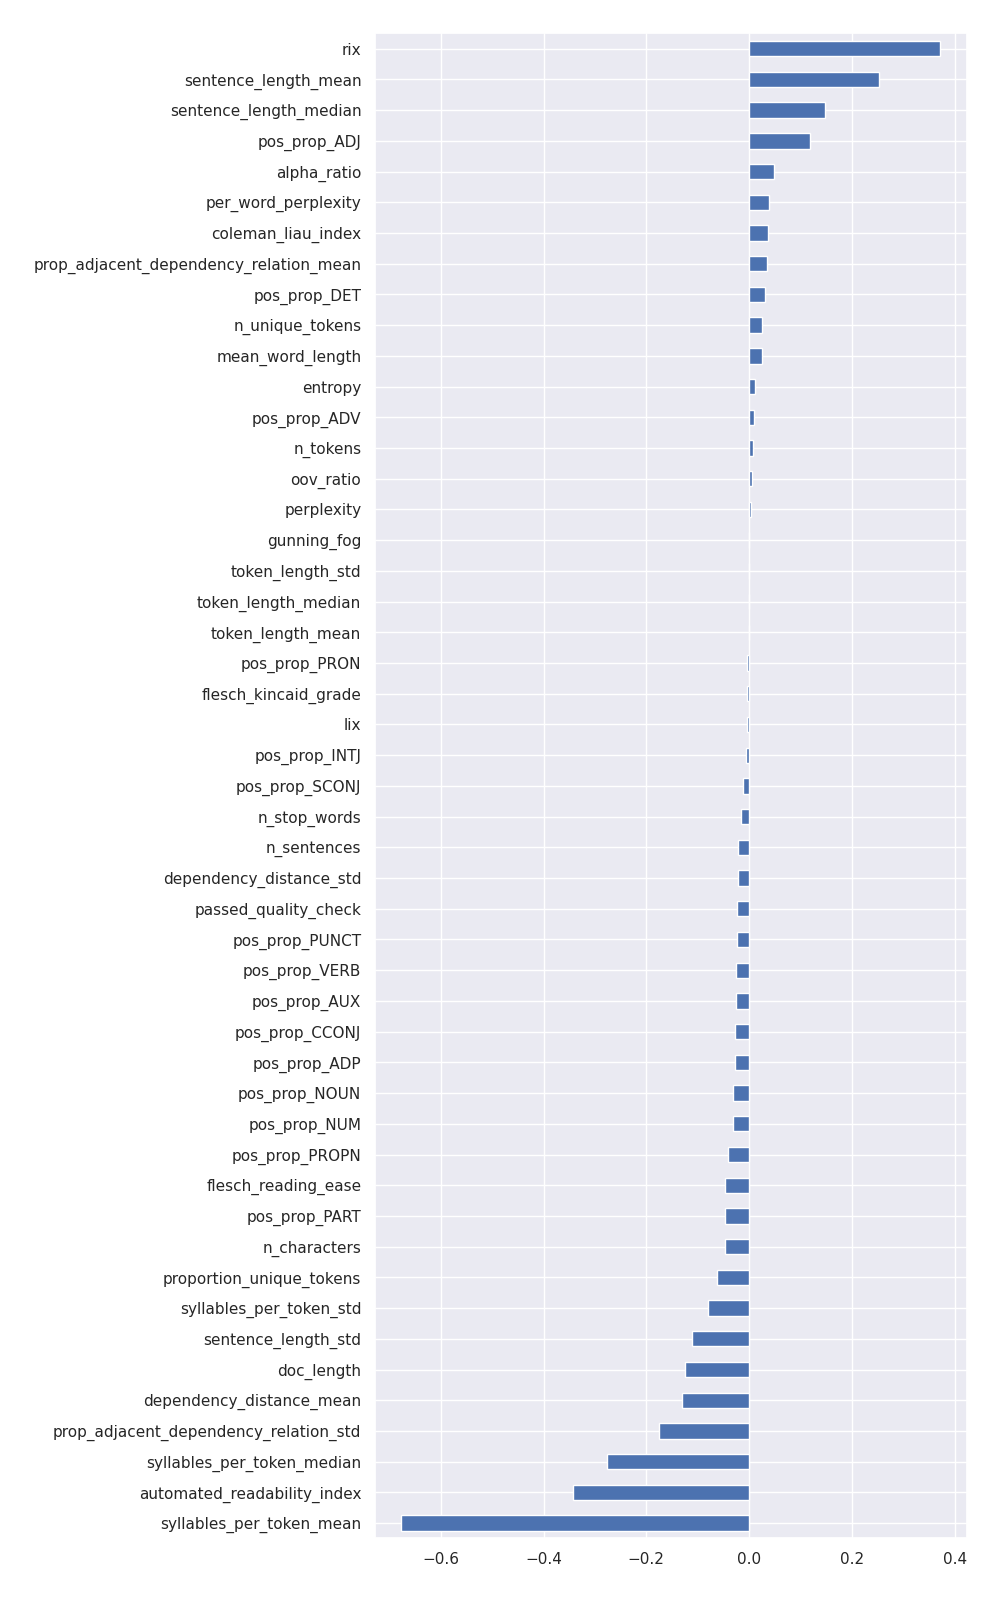 rix
sentence_length_mean
sentence_length_median
pos_prop_ADJ
alpha_ratio
per_word_perplexity
coleman_liau_index
prop_adjacent_dependency_relation_mean
pos_prop_DET
n_unique_tokens
mean_word_length
entropy
pos_prop_ADV
n_tokens
oov_ratio
perplexity
gunning_fog
token_length_std
token_length_median
token_length_mean
pos_prop_PRON
flesch_kincaid_grade
lix
pos_prop_INTJ
pos_prop_SCONJ
n_stop_words
n_sentences
dependency_distance_std
passed_quality_check
pos_prop_PUNCT
pos_prop_VERB
pos_prop_AUX
pos_prop_CCONJ
pos_prop_ADP
pos_prop_NOUN
pos_prop_NUM
pos_prop_PROPN
flesch_reading_ease
pos_prop_PART
n_characters
proportion_unique_tokens
syllables_per_token_std
sentence_length_std
doc_length
dependency_distance_mean
prop_adjacent_dependency_relation_std
syllables_per_token_median
automated_readability_index
syllables_per_token_mean
−0.6 −0.4 −0.2 0.0 0.2 0.4